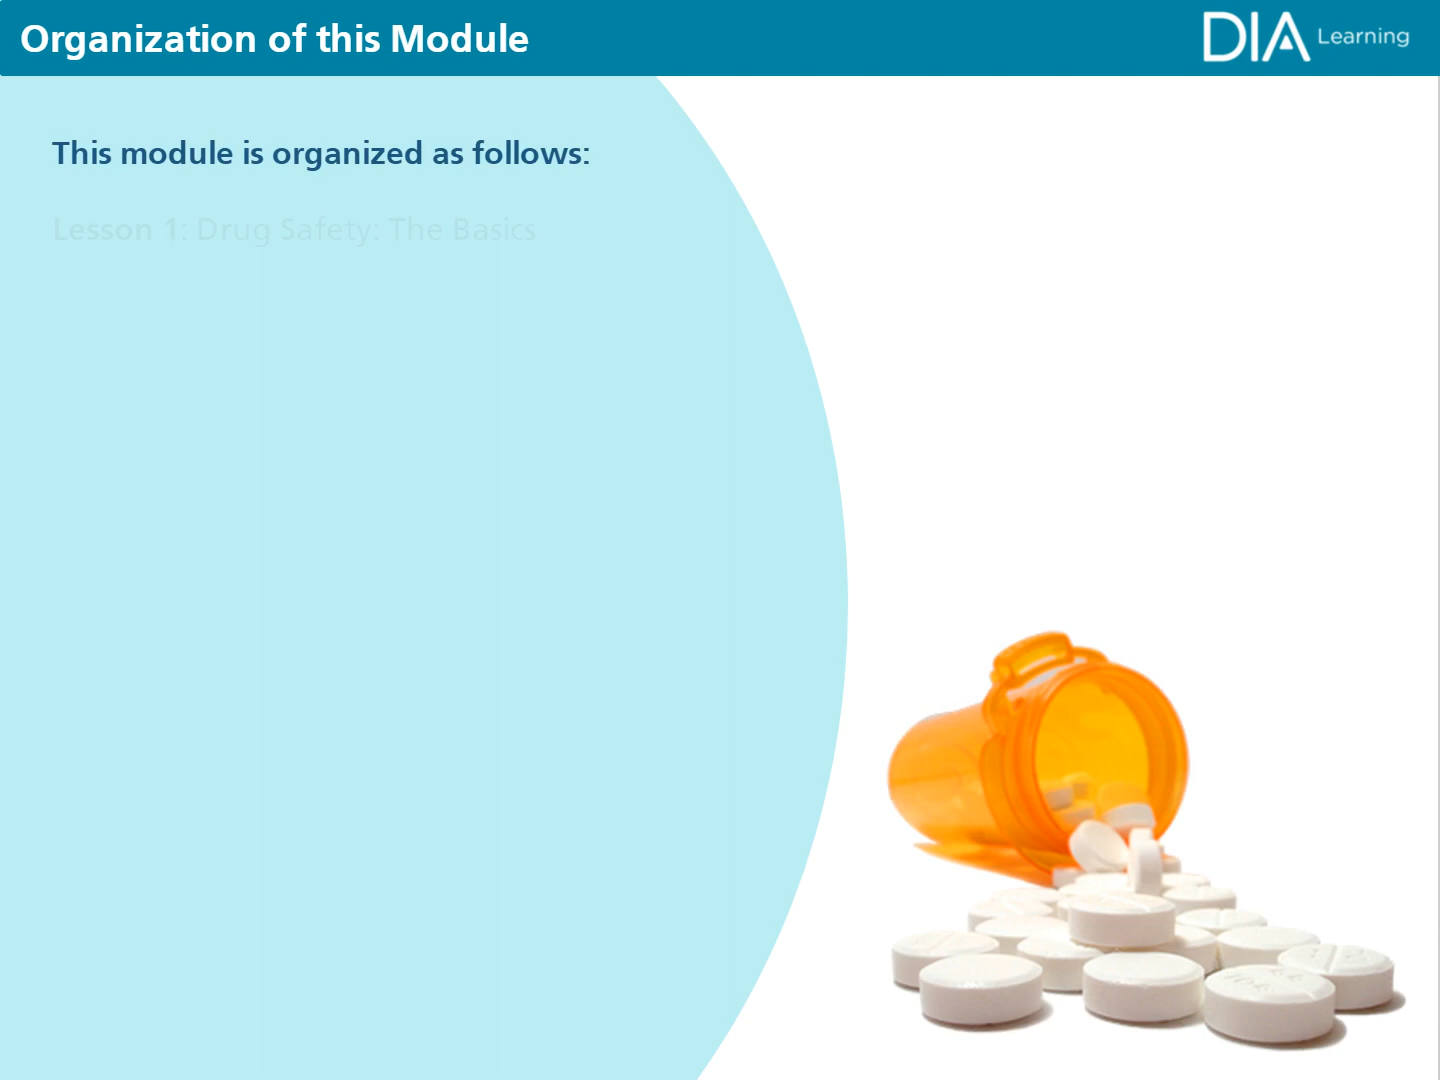 Organization of this Module
DIA Learning
This module is organized as follows:
Lesson 1: Drug Safety: The Basics